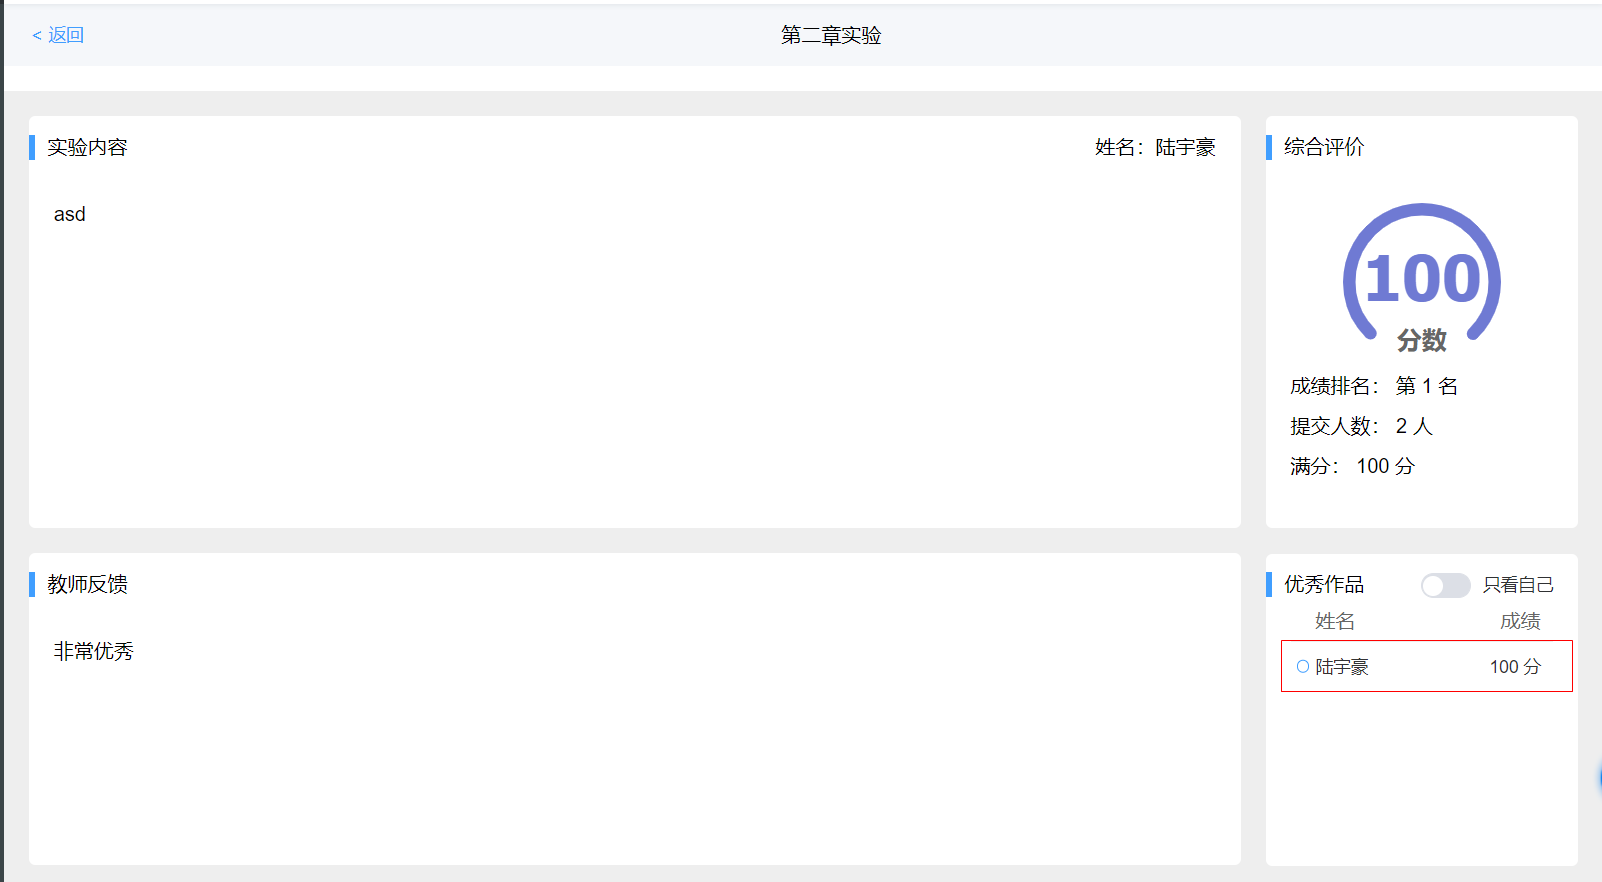 < 返回
第二章实验
实验内容
姓名：陆宇豪
asd
综合评价
100
分数
成绩排名： 第 1 名
提交人数： 2 人
满分： 100 分
教师反馈
非常优秀
优秀作品
只看自己
姓名 成绩
陆宇豪 100 分